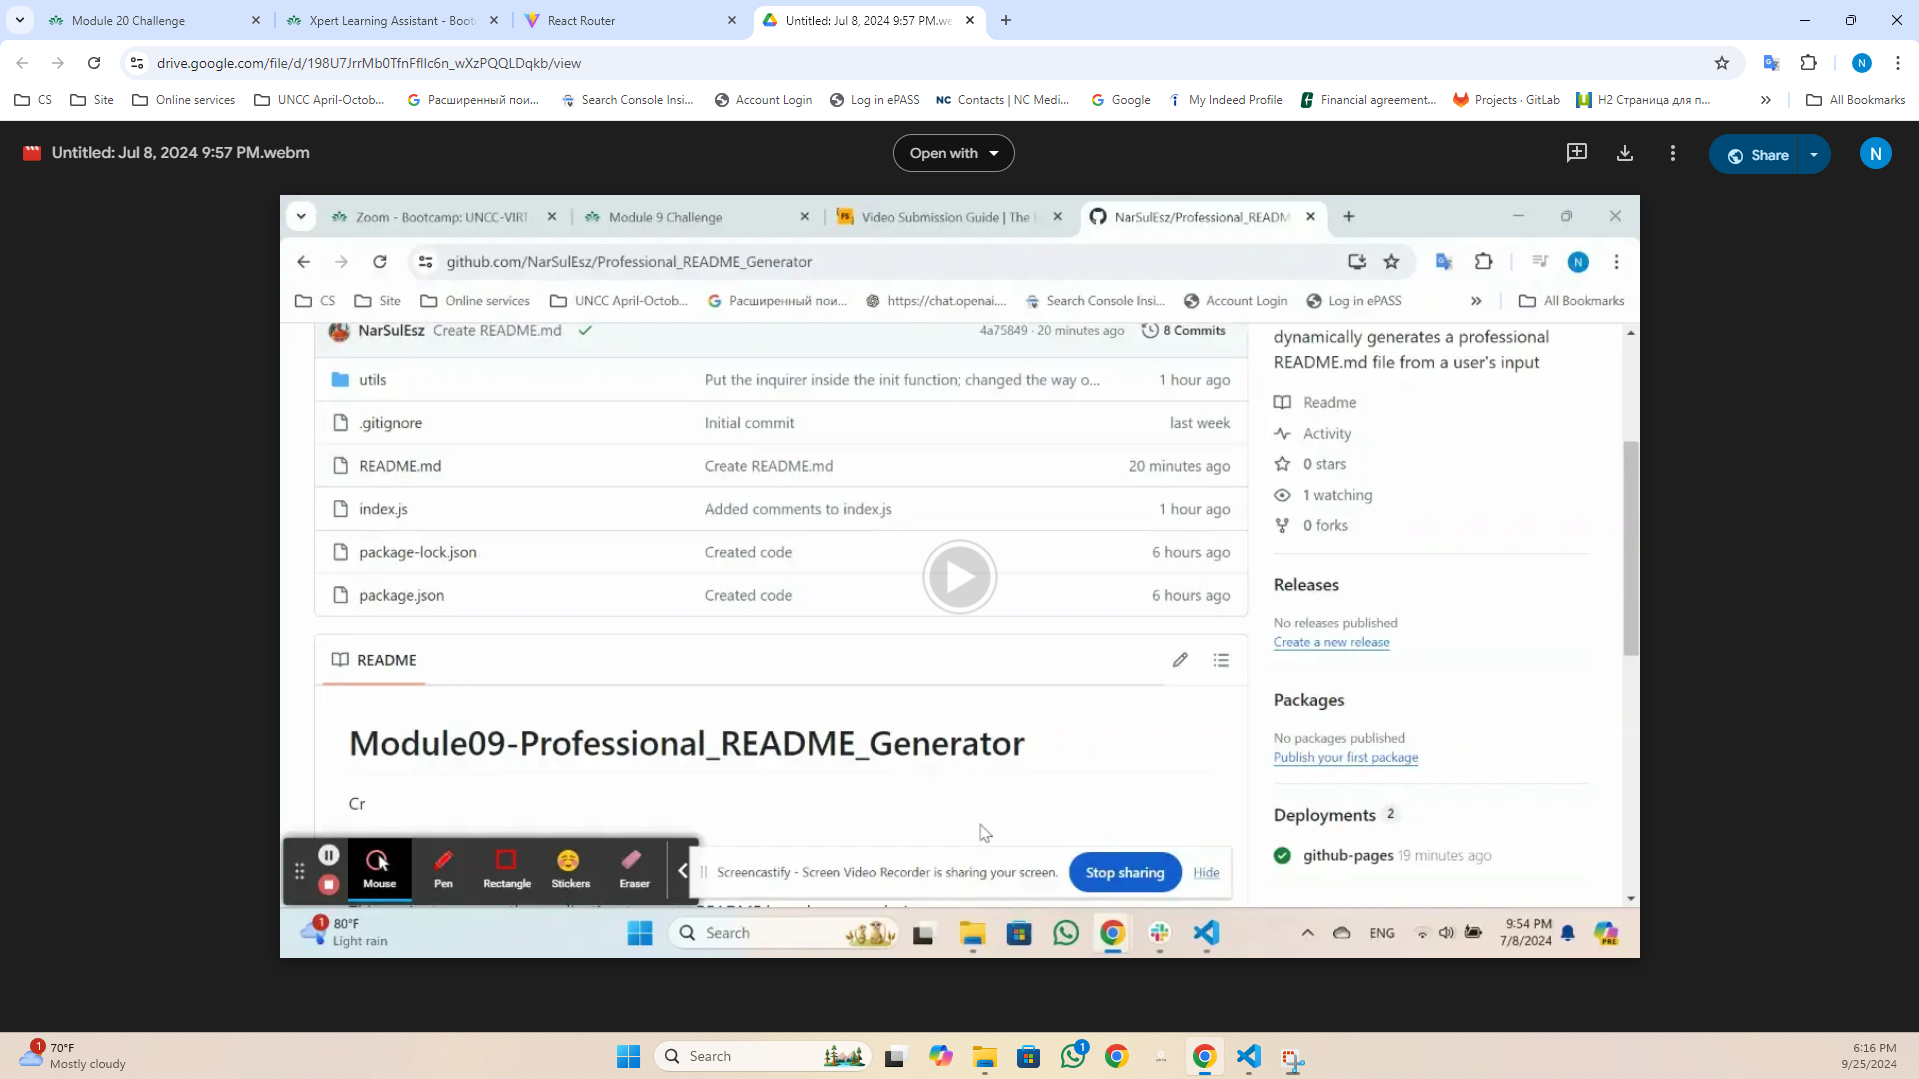 Module 20 Challenge
Xpert Learning Assistant - Boot
React Router
Untitled: Jul 8, 2024 9:57 PM.we
drive.google.com/file/d/198U7JrrMb0TfnFfllc6n_wXzPQQLDqkb/view
CS
Site
Online services
UNCC April-Octob...
Расширенный пои...
Search Console Insi...
Account Login
Log in ePASS
NC Contacts | NC Medi...
Google
My Indeed Profile
Financial agreement...
Projects · GitLab
H2 Страница для п...
All Bookmarks
Untitled: Jul 8, 2024 9:57 PM.webm
Open with
Share
N
Zoom - Bootcamp: UNCC-VIRT
Module 9 Challenge
Video Submission Guide | The
NarSulEsz/Professional_READM
github.com/NarSulEsz/Professional_README_Generator
N
CS
Site
Online services
UNCC April-Octob...
Расширенный пои...
https://chat.openai....
Search Console Insi...
Account Login
Log in ePASS
All Bookmarks
NarSulEsz Create README.md
4a75849 · 20 minutes ago
8 Commits
utils
Put the inquirer inside the init function; changed the way o...
1 hour ago
.gitignore
Initial commit
last week
README.md
Create README.md
20 minutes ago
index.js
Added comments to index.js
1 hour ago
package-lock.json
Created code
6 hours ago
package.json
Created code
6 hours ago
README
Module09-Professional_README_Generator
Cr
dynamically generates a professional
README.md file from a user's input
Readme
Activity
0 stars
1 watching
0 forks
Releases
No releases published
Create a new release
Packages
No packages published
Publish your first package
Deployments 2
github-pages 19 minutes ago
Mouse
Pen
Rectangle
Stickers
Eraser
Screencastify - Screen Video Recorder is sharing your screen.
Stop sharing
Hide
1
80°F
Light rain
Search
ENG
9:54 PM
7/8/2024
PRE
1
70°F
Mostly cloudy
Search
1
6:16 PM
9/25/2024